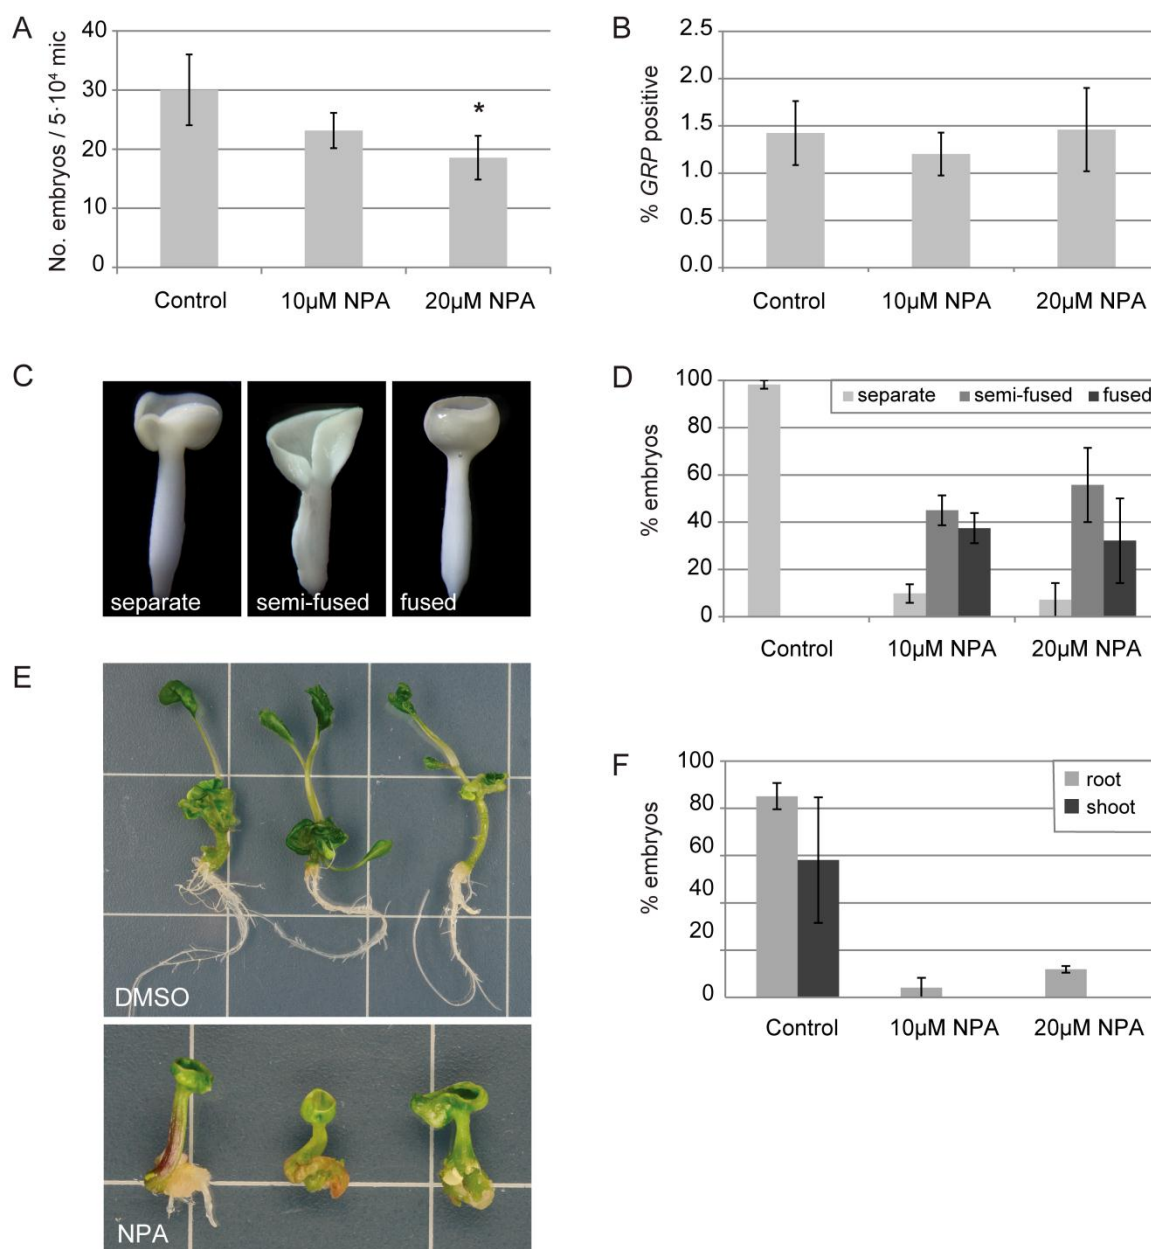 A
No. embryos / 5·10⁴ mic
40
30
20
10
0
*
Control 10µM NPA 20µM NPA
B
% GRP positive
2.5
2.0
1.5
1.0
0.5
0.0
Control 10µM NPA 20µM NPA
C
separate semi-fused fused
D
% embryos
100
80
60
40
20
0
separate semi-fused fused
Control 10µM NPA 20µM NPA
E
DMSO
NPA
F
% embryos
100
80
60
40
20
0
root
shoot
Control 10µM NPA 20µM NPA